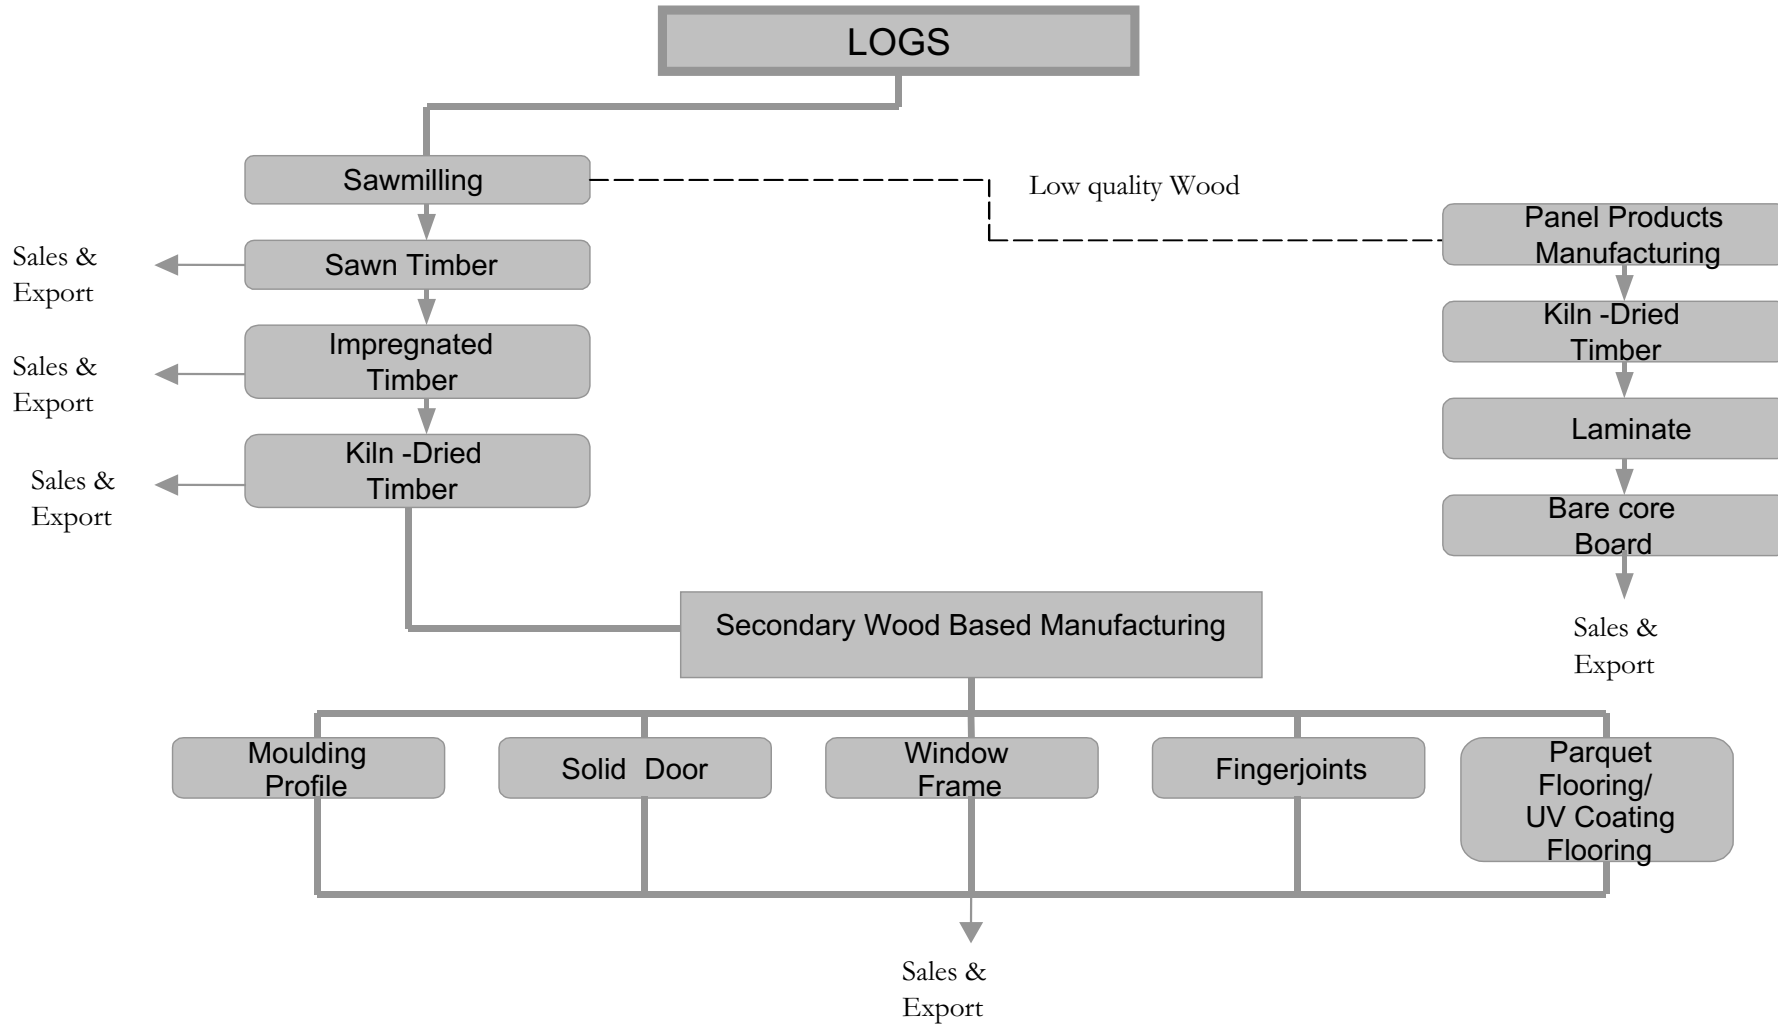 LOGS
Sawmilling
Low quality Wood
Panel Products
Manufacturing
Sales &
Export
Sawn Timber
Kiln -Dried
Timber
Sales &
Export
Impregnated
Timber
Laminate
Sales &
Export
Kiln -Dried
Timber
Bare core
Board
Sales &
Export
Secondary Wood Based Manufacturing
Moulding
Profile
Solid Door
Window
Frame
Fingerjoints
Parquet
Flooring/
UV Coating
Flooring
Sales &
Export